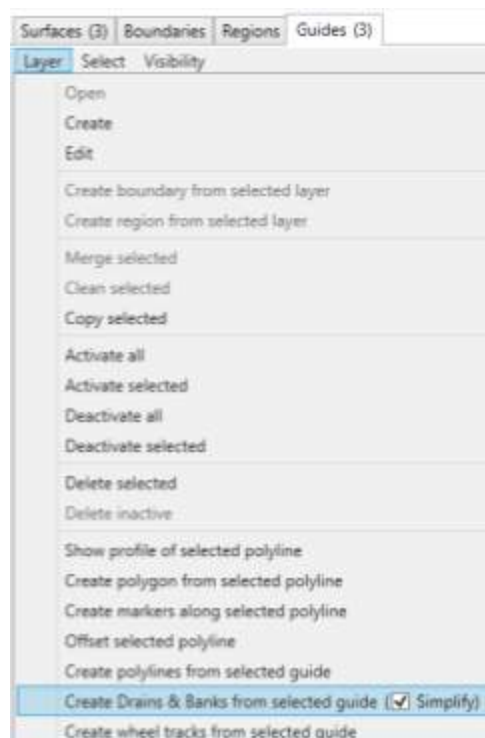 Surfaces (3) Boundaries Regions Guides (3)
Layer Select Visibility
Open
Create
Edit
Create boundary from selected layer
Create region from selected layer
Merge selected
Clean selected
Copy selected
Activate all
Activate selected
Deactivate all
Deactivate selected
Delete selected
Delete inactive
Show profile of selected polyline
Create polygon from selected polyline
Create markers along selected polyline
Offset selected polyline
Create polylines from selected guide
Create Drains & Banks from selected guide (☑ Simplify)
Create wheel tracks from selected guide